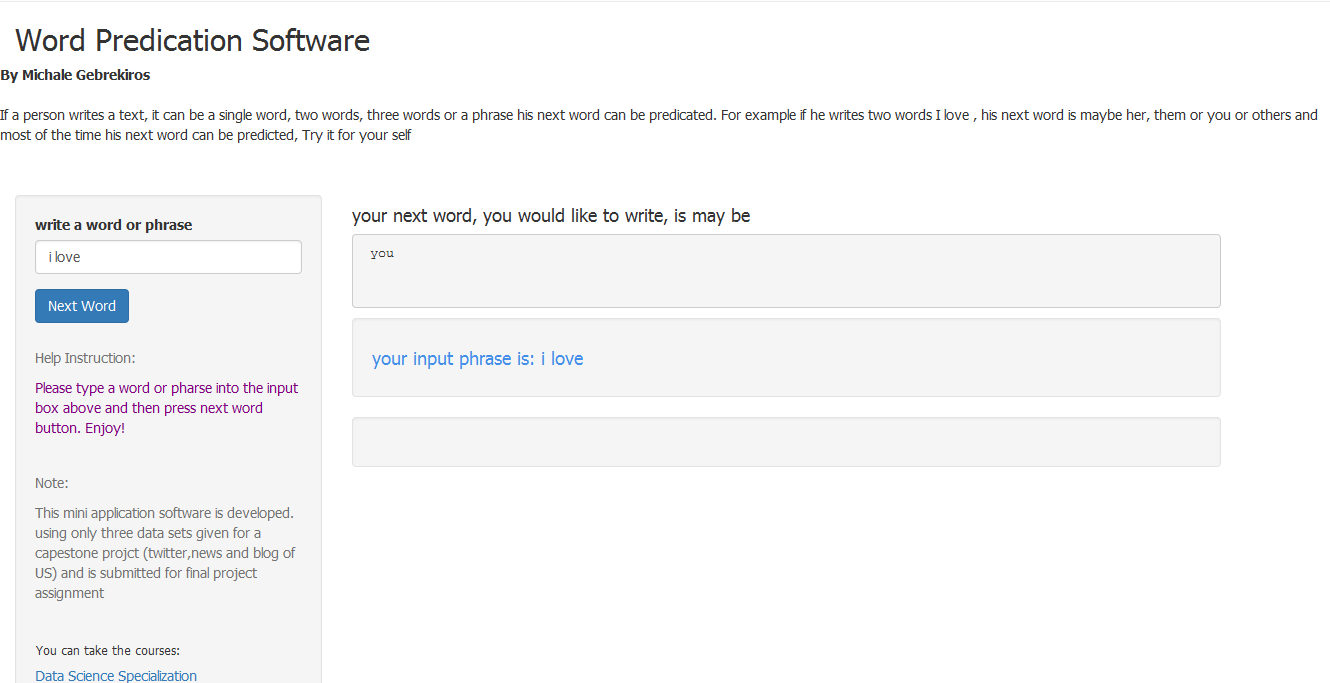 Word Predication Software
By Michale Gebrekiros
If a person writes a text, it can be a single word, two words, three words or a phrase his next word can be predicated. For example if he writes two words I love , his next word is maybe her, them or you or others and
most of the time his next word can be predicted, Try it for your self
write a word or phrase
i love
Next Word
Help Instruction:
Please type a word or pharse into the input
box above and then press next word
button. Enjoy!
Note:
This mini application software is developed.
using only three data sets given for a
capestone projct (twitter,news and blog of
US) and is submitted for final project
assignment
You can take the courses:
Data Science Specialization
your next word, you would like to write, is may be
you
your input phrase is: i love